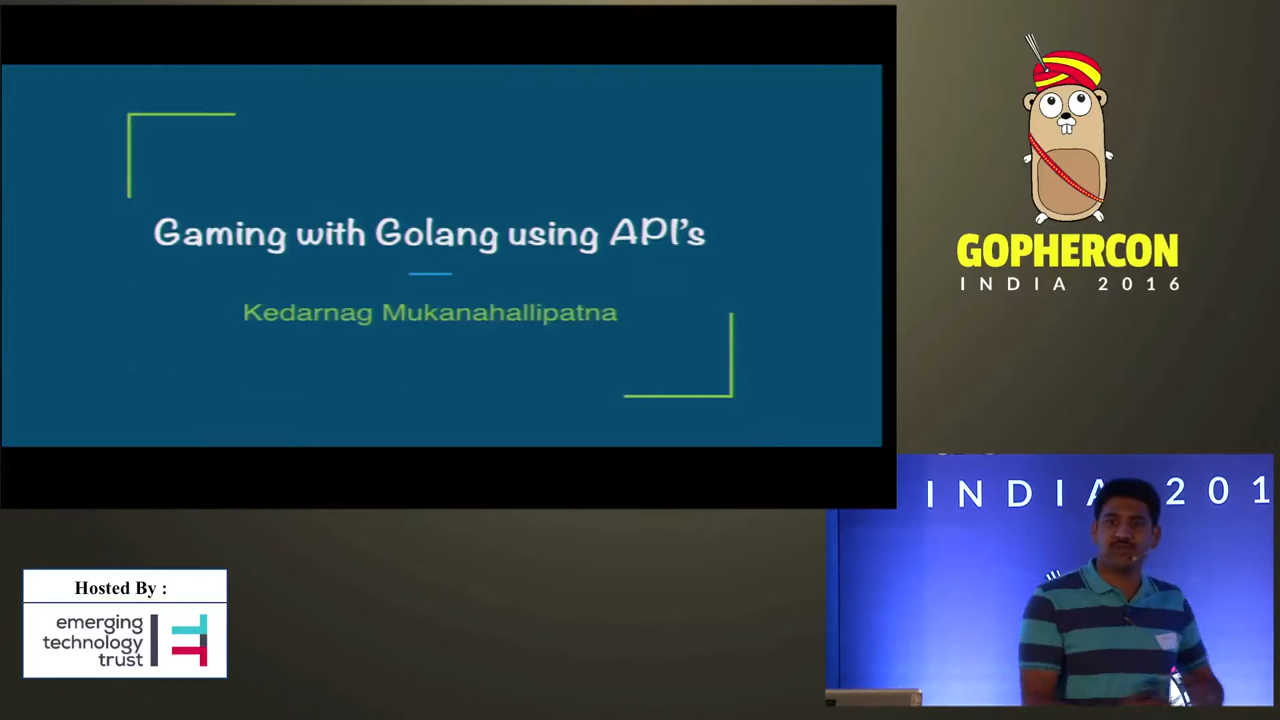 Gaming with Golang using API's
Kedarnag Mukanahallipatna
GOPHERCON
INDIA 2016
INDIA 201
Hosted By :
emerging
technology
trust